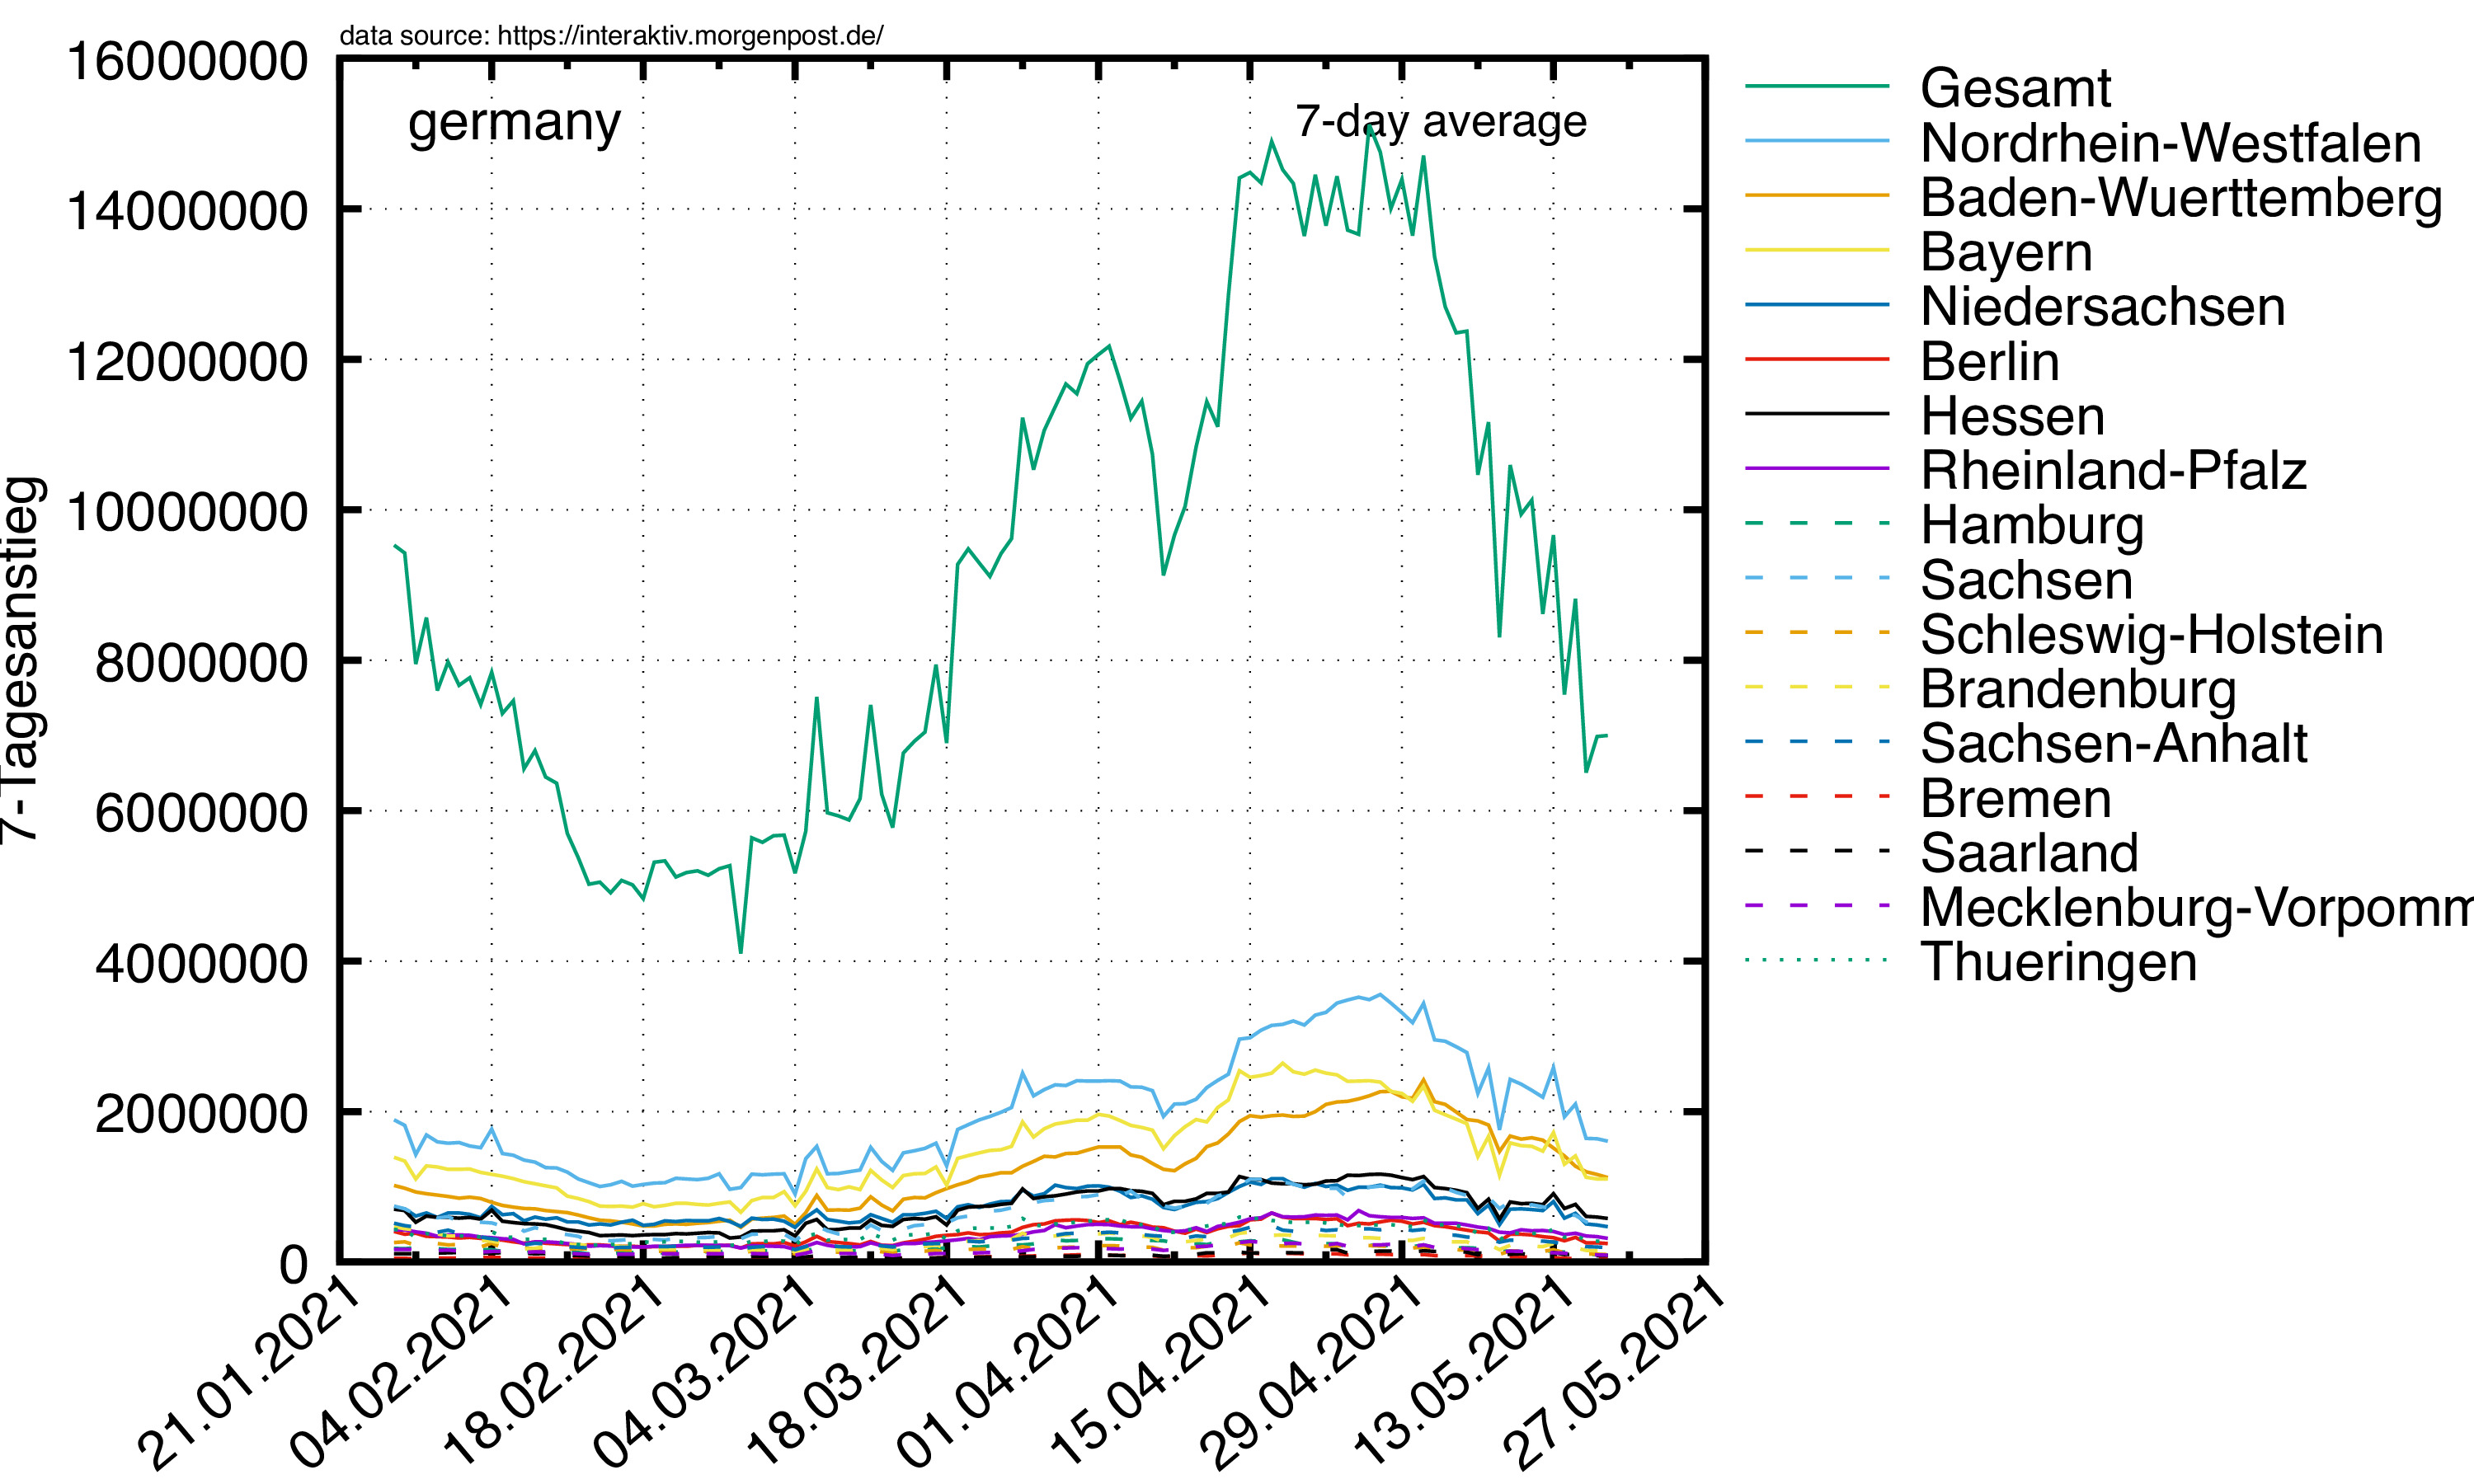 data source: https://interaktiv.morgenpost.de/
germany
7-day average
7-Tagesanstieg
16000000
14000000
12000000
10000000
8000000
6000000
4000000
2000000
0
21.01.2021
04.02.2021
18.02.2021
04.03.2021
18.03.2021
01.04.2021
15.04.2021
29.04.2021
13.05.2021
27.05.2021
Gesamt
Nordrhein-Westfalen
Baden-Wuerttemberg
Bayern
Niedersachsen
Berlin
Hessen
Rheinland-Pfalz
Hamburg
Sachsen
Schleswig-Holstein
Brandenburg
Sachsen-Anhalt
Bremen
Saarland
Mecklenburg-Vorpomm
Thueringen